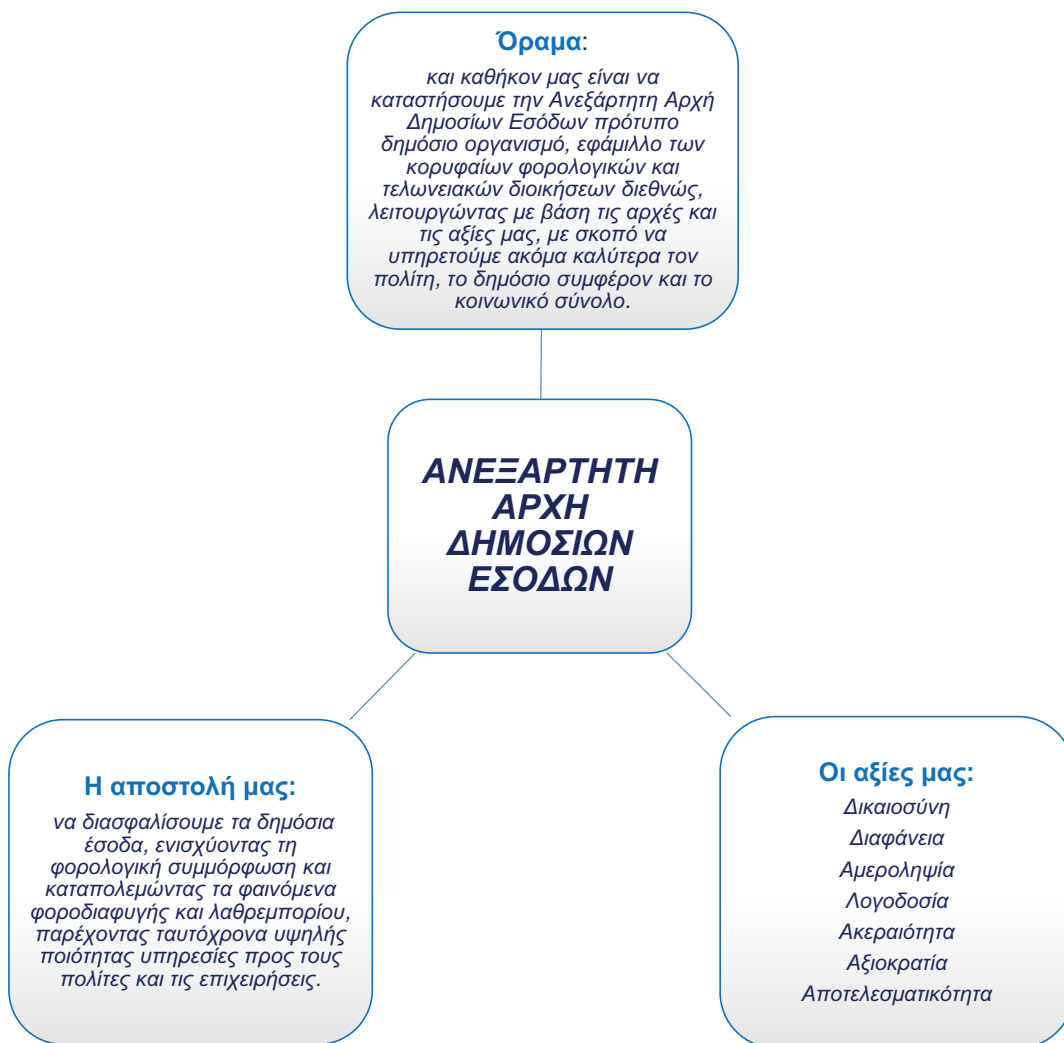 Όραμα:
και καθήκον μας είναι να
καταστήσουμε την Ανεξάρτητη Αρχή
Δημοσίων Εσόδων πρότυπο
δημόσιο οργανισμό, εφάμιλλο των
κορυφαίων φορολογικών και
τελωνειακών διοικήσεων διεθνώς,
λειτουργώντας με βάση τις αρχές και
τις αξίες μας, με σκοπό να
υπηρετούμε ακόμα καλύτερα τον
πολίτη, το δημόσιο συμφέρον και το
κοινωνικό σύνολο.
ΑΝΕΞΑΡΤΗΤΗ
ΑΡΧΗ
ΔΗΜΟΣΙΩΝ
ΕΣΟΔΩΝ
Η αποστολή μας:
να διασφαλίσουμε τα δημόσια
έσοδα, ενισχύοντας τη
φορολογική συμμόρφωση και
καταπολεμώντας τα φαινόμενα
φοροδιαφυγής και λαθρεμπορίου,
παρέχοντας ταυτόχρονα υψηλής
ποιότητας υπηρεσίες προς τους
πολίτες και τις επιχειρήσεις.
Οι αξίες μας:
Δικαιοσύνη
Διαφάνεια
Αμεροληψία
Λογοδοσία
Ακεραιότητα
Αξιοκρατία
Αποτελεσματικότητα